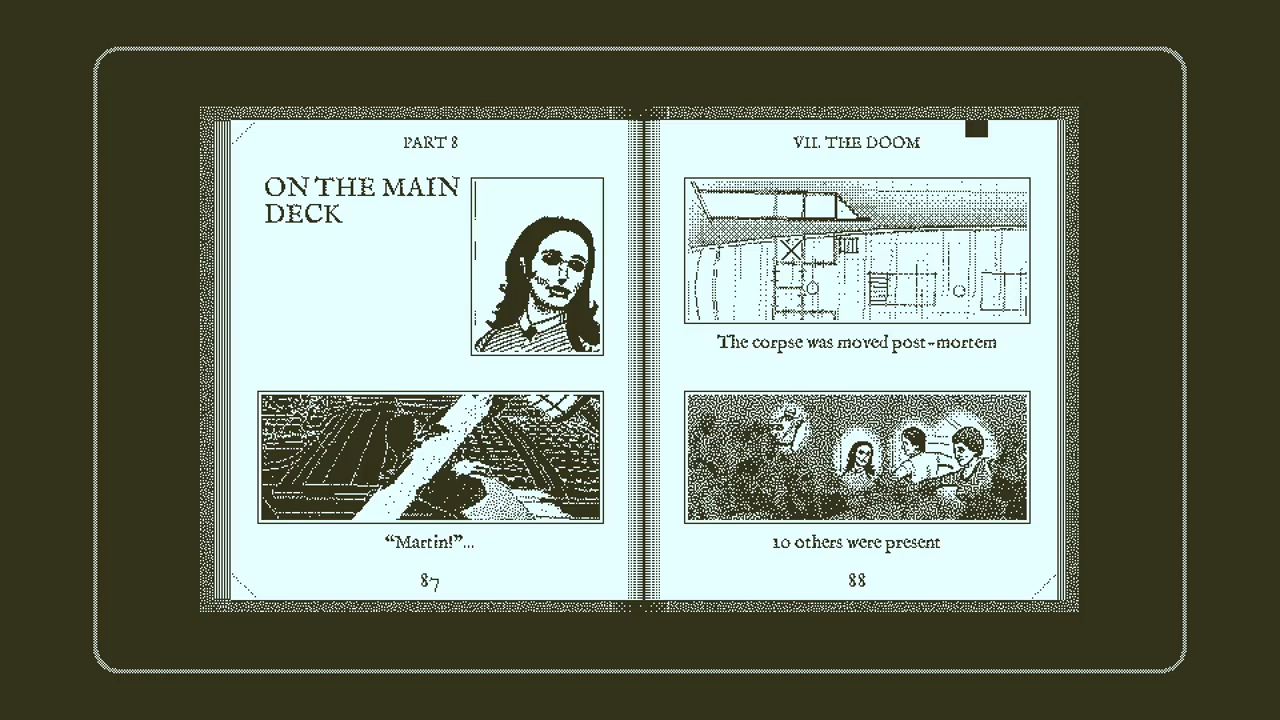 PART 8
ON THE MAIN
DECK
“Martin!”...
87
VII. THE DOOM
The corpse was moved post-mortem
10 others were present
88